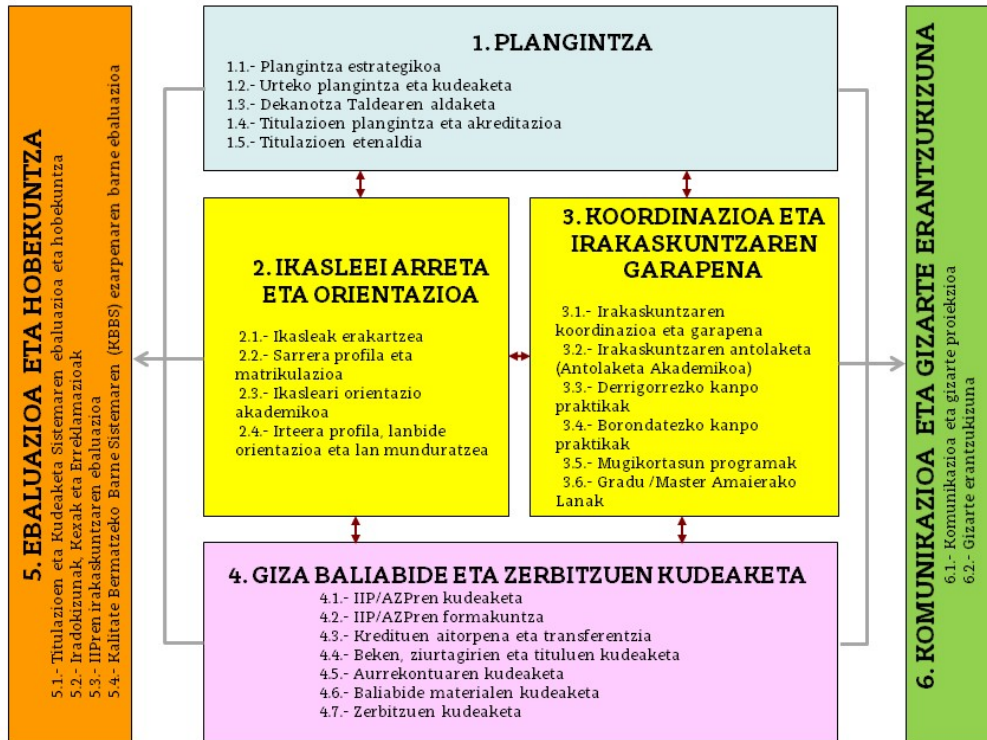 1. PLANGINTZA
1.1.- Plangintza estrategikoa
1.2.- Urteko plangintza eta kudeaketa
1.3.- Dekanotza Taldearen aldaketa
1.4.- Titulazioen plangintza eta akreditazioa
1.5.- Titulazioen etenaldia
2. IKASLEEI ARRETA
ETA ORIENTAZIOA
2.1.- Ikasleak erakartzea
2.2.- Sarrera profila eta
matrikulazioa
2.3.- Ikasleari orientazio
akademikoa
2.4.- Irteera profila, lanbide
orientazioa eta lan munduratzea
3. KOORDINAZIOA ETA
IRAKASKUNTZAREN
GARAPENA
3.1.- Irakaskuntzaren
koordinazioa eta garapena
3.2.- Irakaskuntzaren antolaketa
(Antolaketa Akademikoa)
3.3.- Derrigorrezko kanpo
praktikak
3.4.- Borondatezko kanpo
praktikak
3.5.- Mugikortasun programak
3.6.- Gradu /Master Amaierako
Lanak
4. GIZA BALIABIDE ETA ZERBITZUEN KUDEAKETA
4.1.- IIP/AZPren kudeaketa
4.2.- IIP/AZPren formakuntza
4.3.- Kredituen aitorpena eta transferentzia
4.4.- Beken, ziurtagirien eta tituluen kudeaketa
4.5.- Aurrekontuaren kudeaketa
4.6.- Baliabide materialen kudeaketa
4.7.- Zerbitzuen kudeaketa
5. EBALUAZIOA ETA HOBEKUNTZA
5.1.- Titulazioen eta Kudeaketa Sistemaren ebaluazioa eta hobekuntza
5.2.- Iradokizunak, Kexak eta Erreklamazioak
5.3.- IIPren irakaskuntzaren ebaluazioa
5.4.- Kalitate Bermatzeko Barne Sistemaren (KBBS) ezarpenaren barne ebaluazioa
6. KOMUNIKAZIOA ETA GIZARTE ERANTZUKIZUNA
6.1.- Komunikazioa eta gizarte proiekzioa
6.2.- Gizarte erantzukizuna